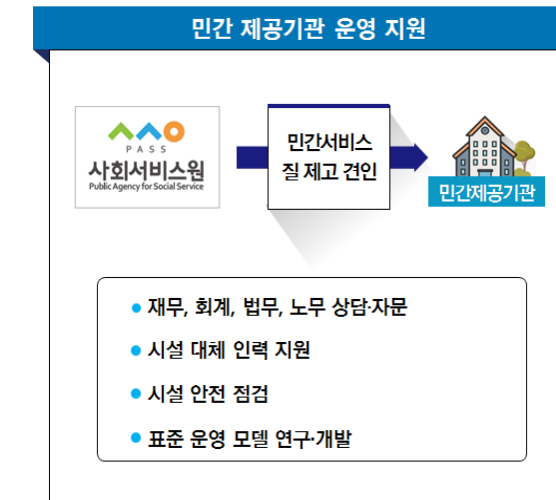 민간 제공기관 운영 지원
PASS
사회서비스원
Public Agency for Social Service
민간서비스
질 제고 견인
민간제공기관
• 재무, 회계, 법무, 노무 상담·자문
• 시설 대체 인력 지원
• 시설 안전 점검
• 표준 운영 모델 연구·개발